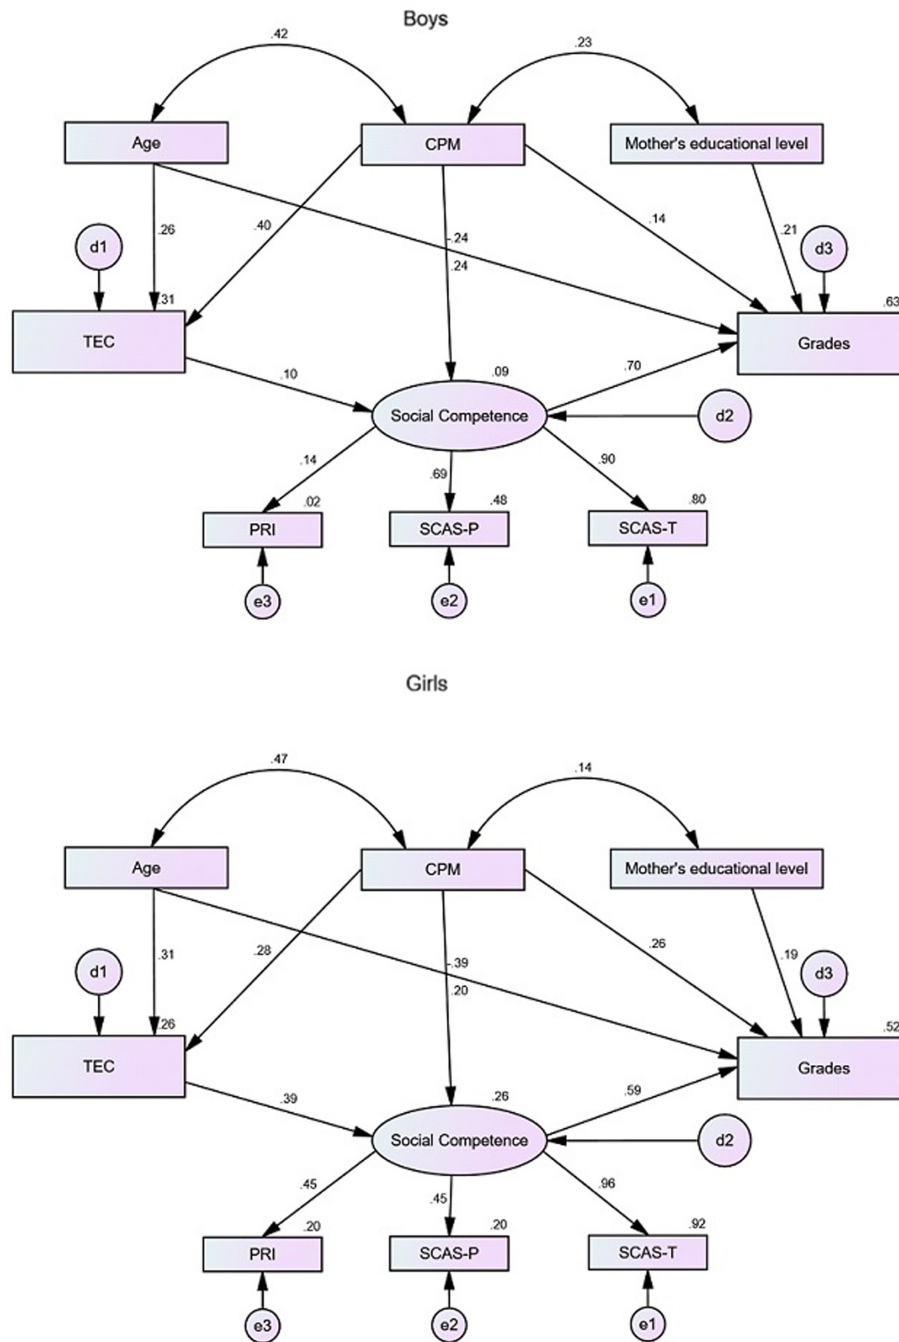 Boys
.42
.23
Age
CPM
Mother's educational level
.26
.40
-.24
.24
.14
.21
d1
d3
.31
.63
TEC
Grades
.10
.09
.70
Social Competence
d2
.14
.69
.90
.02
.48
.80
PRI
SCAS-P
SCAS-T
e3
e2
e1
Girls
.47
.14
Age
CPM
Mother's educational level
.31
.28
-.39
.20
.26
.19
d1
d3
.26
.52
TEC
Grades
.39
.26
.59
Social Competence
d2
.45
.45
.96
.20
.20
.92
PRI
SCAS-P
SCAS-T
e3
e2
e1